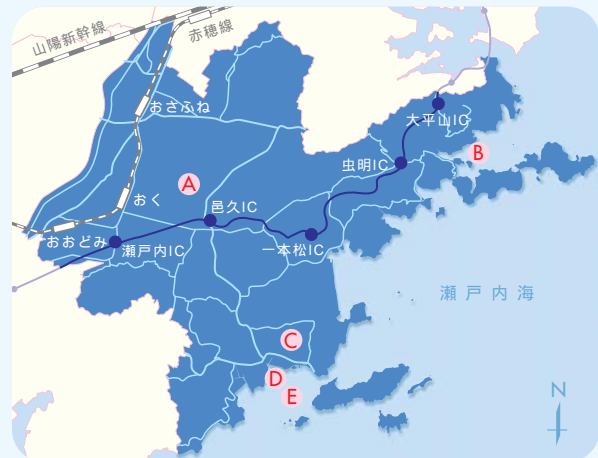 山陽新幹線
赤穂線
おさふね
大平山IC
B
虫明IC
A
おく
邑久IC
おおどみ
瀬戸内IC
一本松IC
瀬戸内海
C
D
E
N